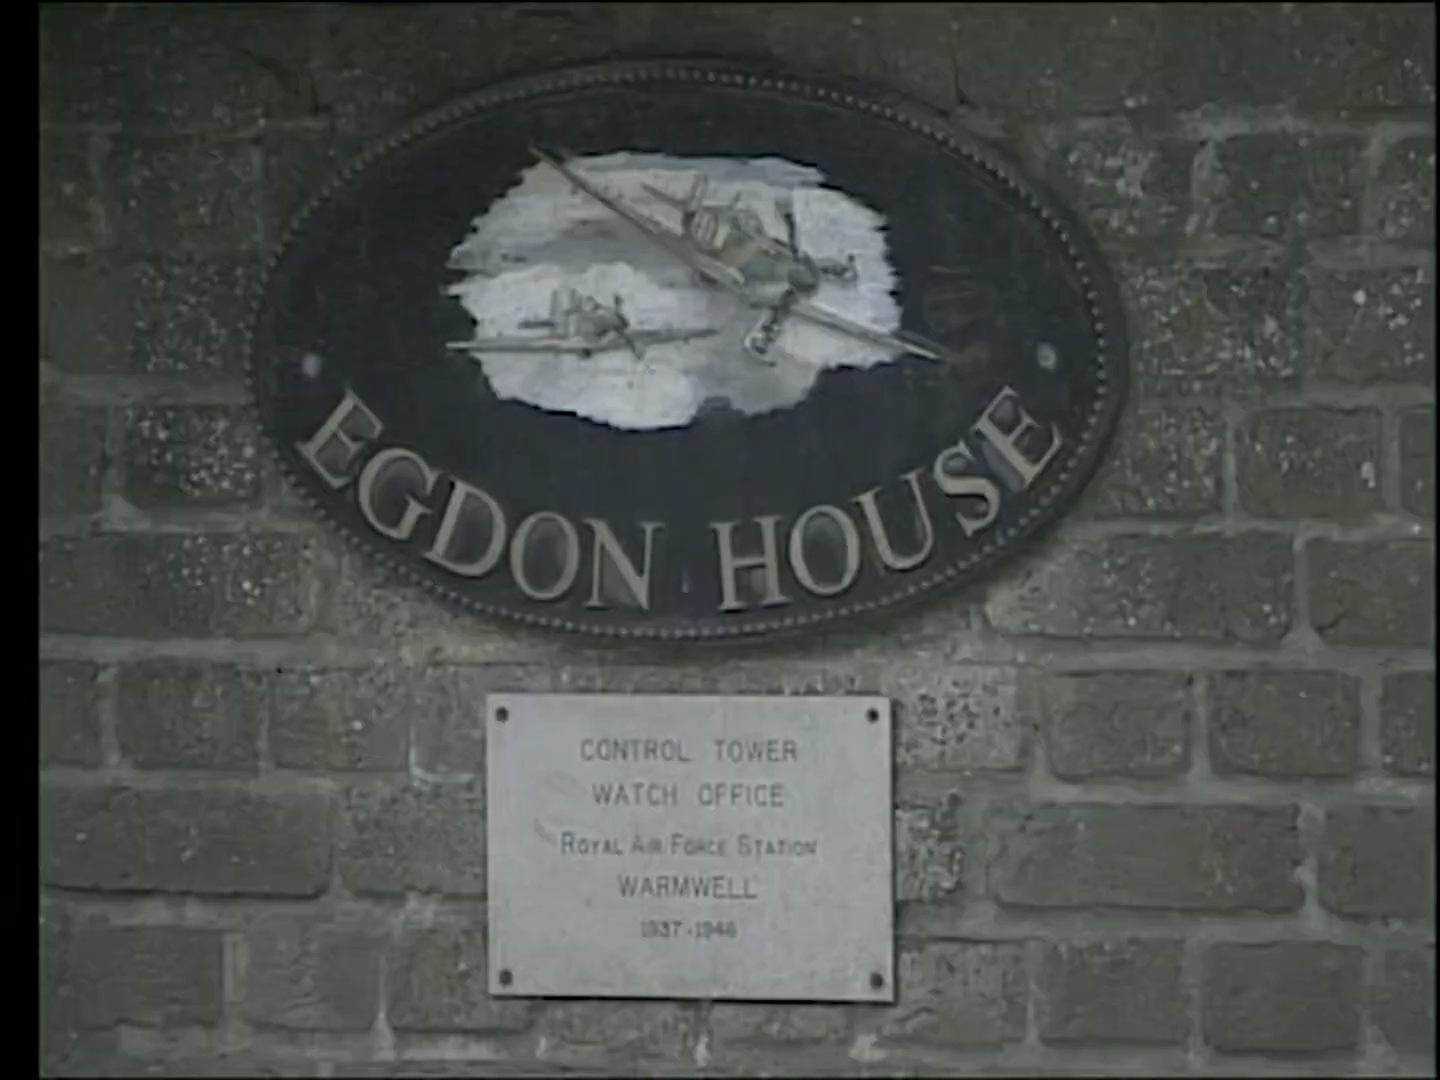 EGDON HOUSE
CONTROL TOWER
WATCH OFFICE
ROYAL AIR FORCE STATION
WARMWELL
1937-1946